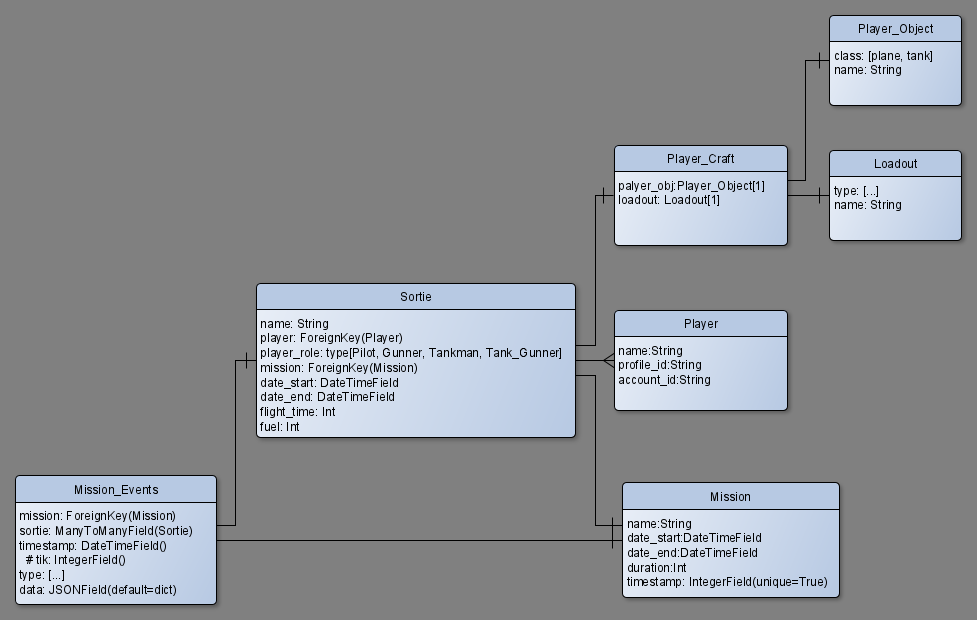 Player_Object
class: [plane, tank]
name: String
Player_Craft
palyer_obj:Player_Object[1]
loadout: Loadout[1]
Loadout
type: [...]
name: String
Sortie
name: String
player: ForeignKey(Player)
player_role: type[Pilot, Gunner, Tankman, Tank_Gunner]
mission: ForeignKey(Mission)
date_start: DateTimeField
date_end: DateTimeField
flight_time: Int
fuel: Int
Player
name:String
profile_id:String
account_id:String
Mission_Events
mission: ForeignKey(Mission)
sortie: ManyToManyField(Sortie)
timestamp: DateTimeField()
# tik: IntegerField()
type: [...]
data: JSONField(default=dict)
Mission
name:String
date_start:DateTimeField
date_end:DateTimeField
duration:Int
timestamp: IntegerField(unique=True)